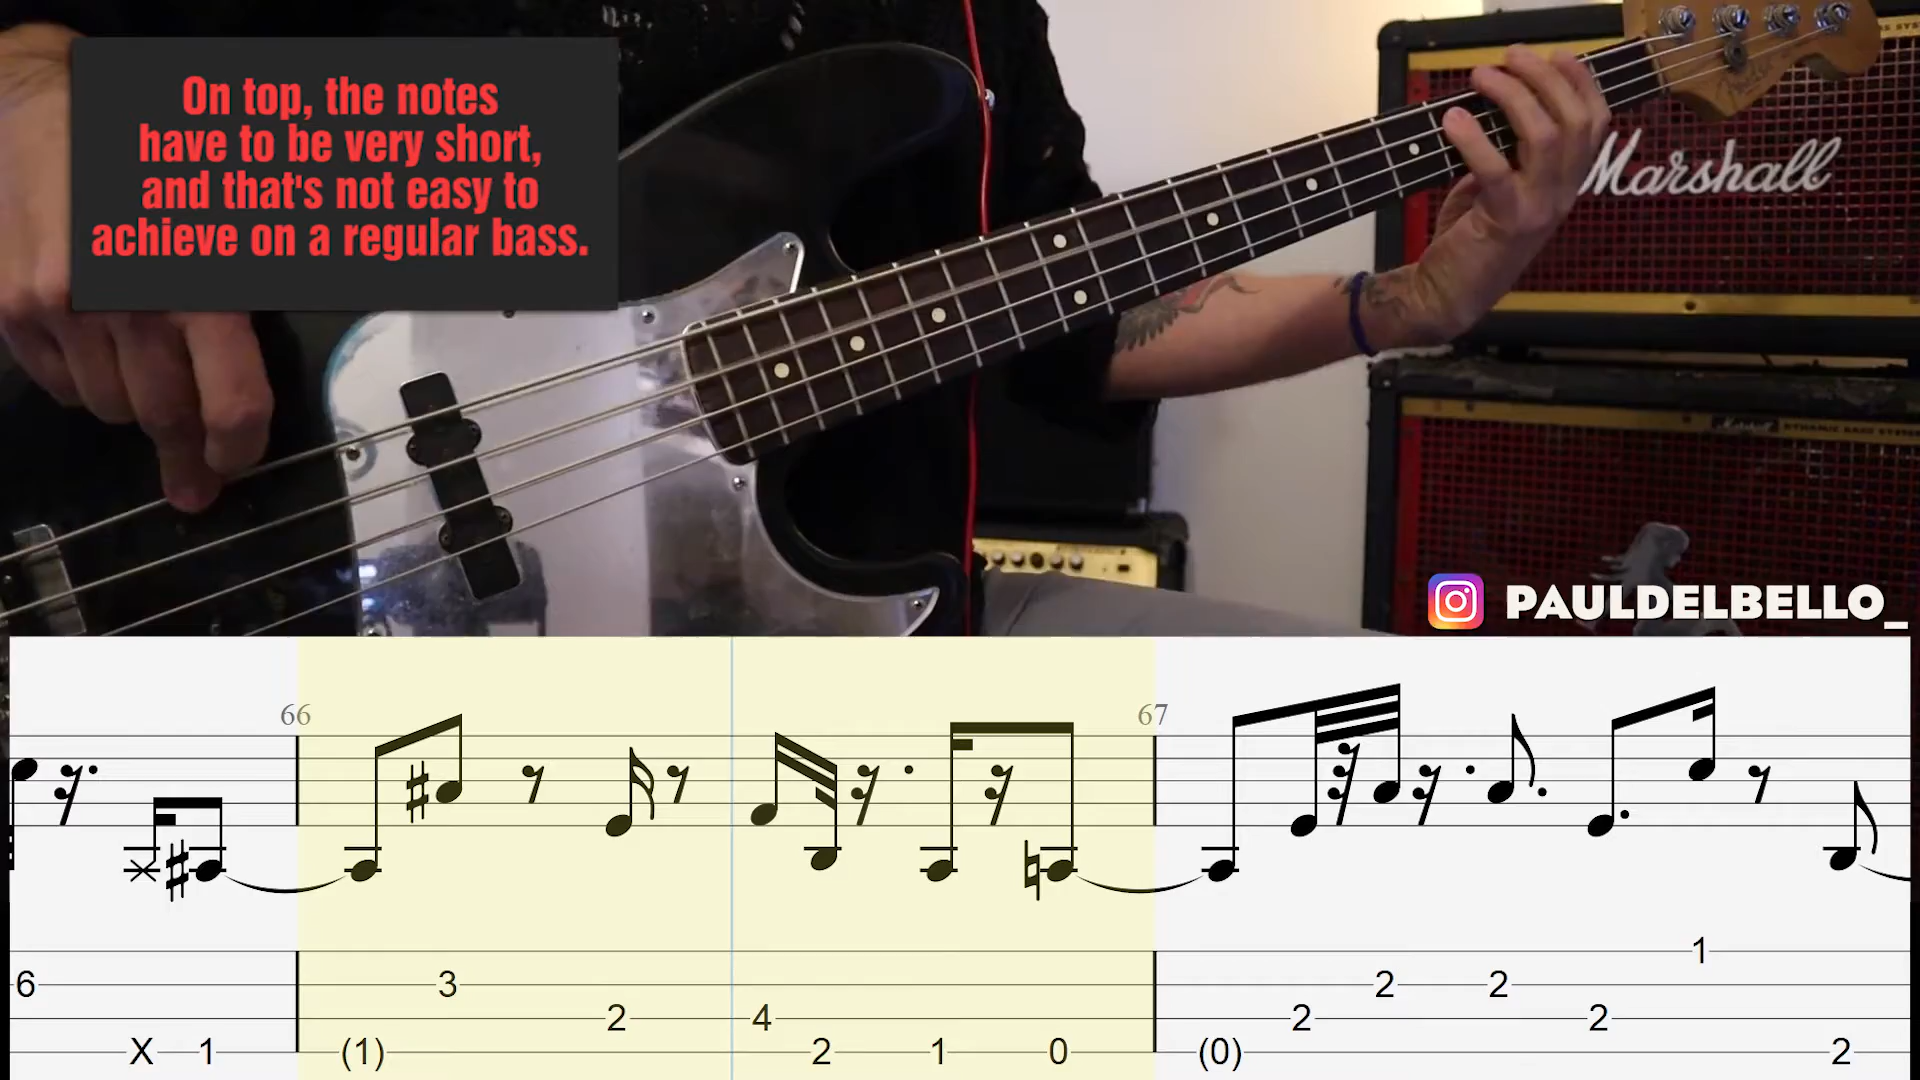 On top, the notes
have to be very short,
and that's not easy to
achieve on a regular bass.
Marshall
PAULDELBELLO_
66
67
1
6
3
2
2
2
4
2
2
X
1
(1)
2
1
0
(0)
2